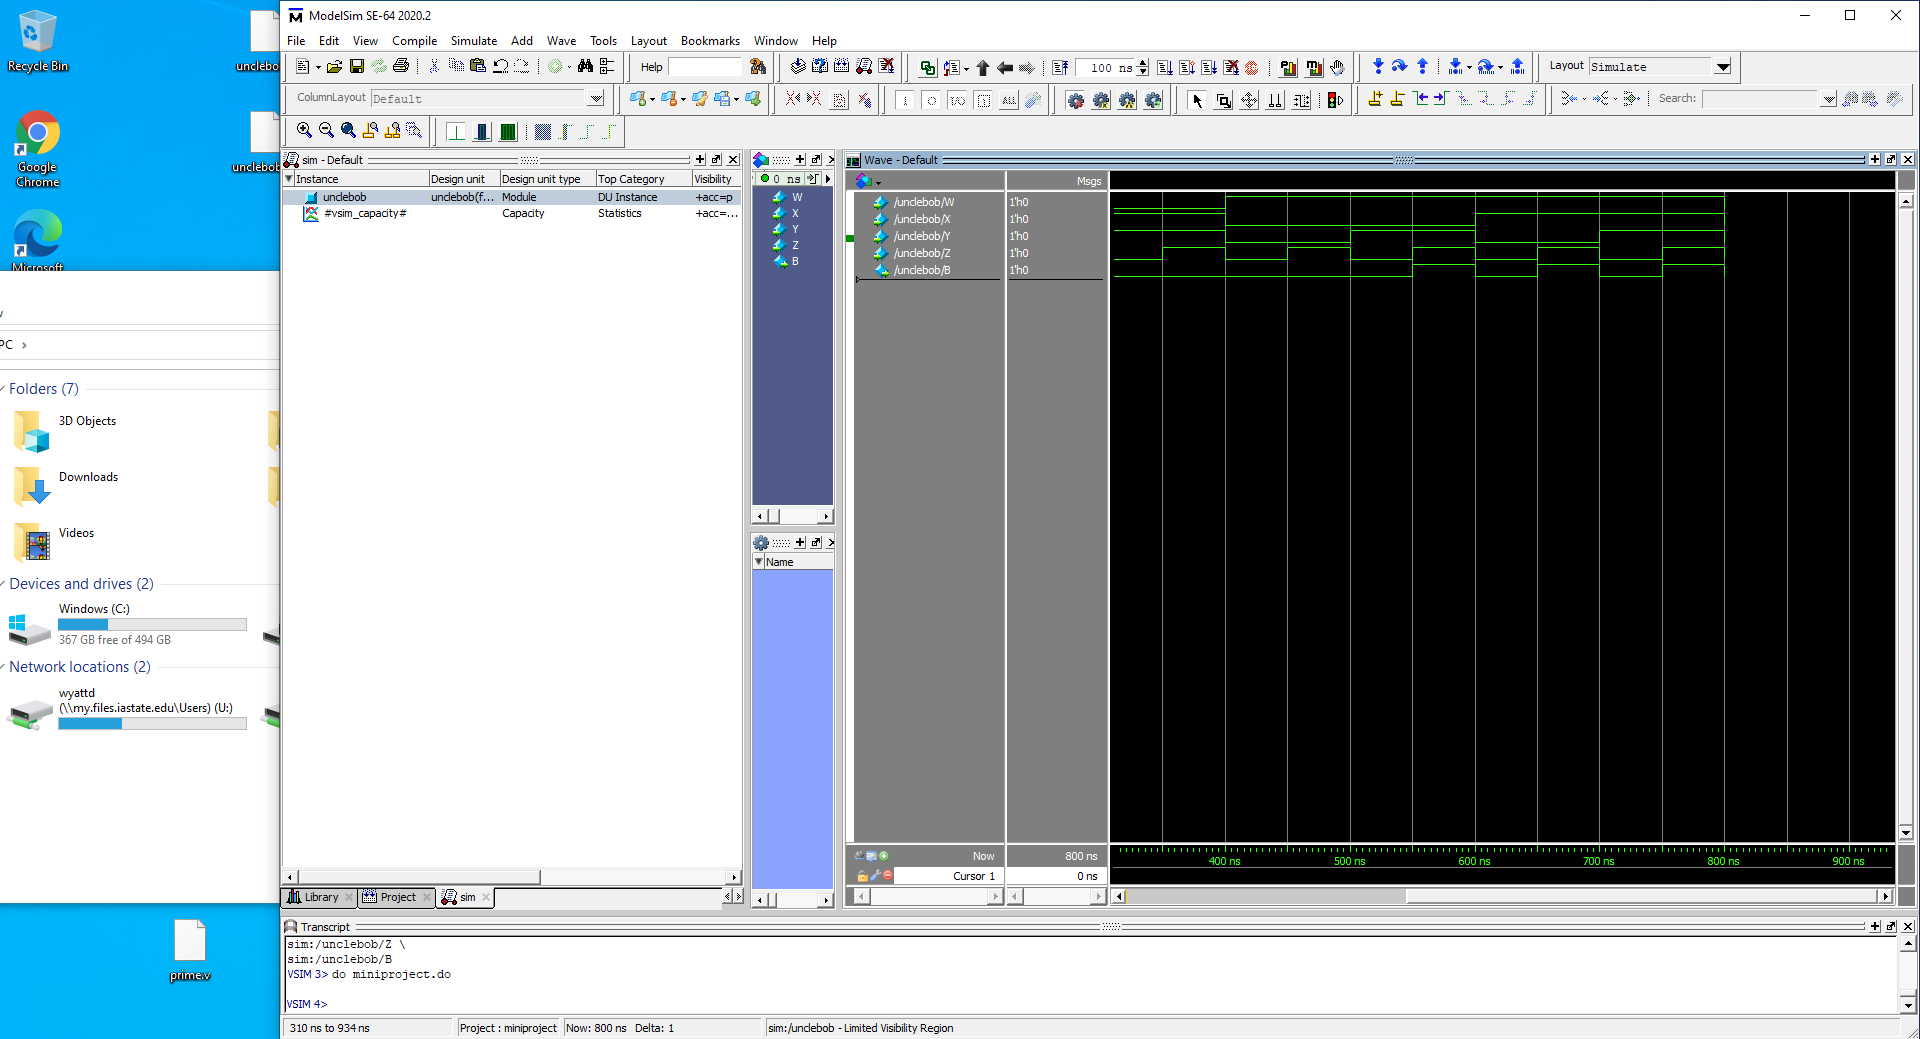 Recycle Bin
unclebo
Google
Chrome
unclebob
Microsoft
PC
Folders (7)
3D Objects
Downloads
Videos
Devices and drives (2)
Windows (C:)
367 GB free of 494 GB
Network locations (2)
wyattd
(\\my.files.iastate.edu\Users) (U:)
prime.v
ModelSim SE-64 2020.2
File Edit View Compile Simulate Add Wave Tools Layout Bookmarks Window Help
Help
100 ns
Layout Simulate
ColumnLayout Default
Search:
sim - Default
Instance Design unit Design unit type Top Category Visibility
unclebob unclebob(f... Module DU Instance +acc=p
#vsim_capacity# Capacity Statistics +acc=...
Library Project sim
0 ns
W
X
Y
Z
B
Name
Wave - Default
Msgs
/unclebob/W 1'h0
/unclebob/X 1'h0
/unclebob/Y 1'h0
/unclebob/Z 1'h0
/unclebob/B 1'h0
Now 800 ns
Cursor 1 0 ns
400 ns 500 ns 600 ns 700 ns 800 ns 900 ns
Transcript
sim:/unclebob/Z \
sim:/unclebob/B
VSIM 3> do miniproject.do
VSIM 4>
310 ns to 934 ns Project : miniproject Now: 800 ns Delta: 1 sim:/unclebob - Limited Visibility Region